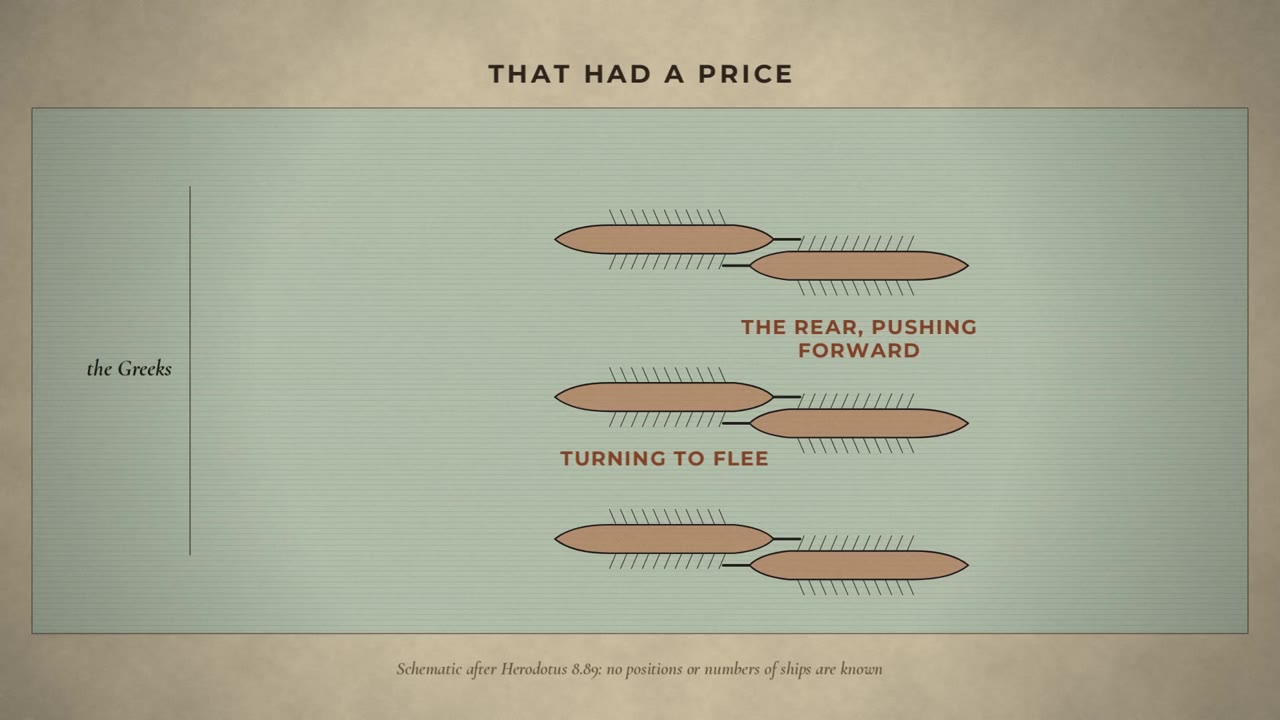 THAT HAD A PRICE
the Greeks
THE REAR, PUSHING
FORWARD
TURNING TO FLEE
Schematic after Herodotus 8.89: no positions or numbers of ships are known